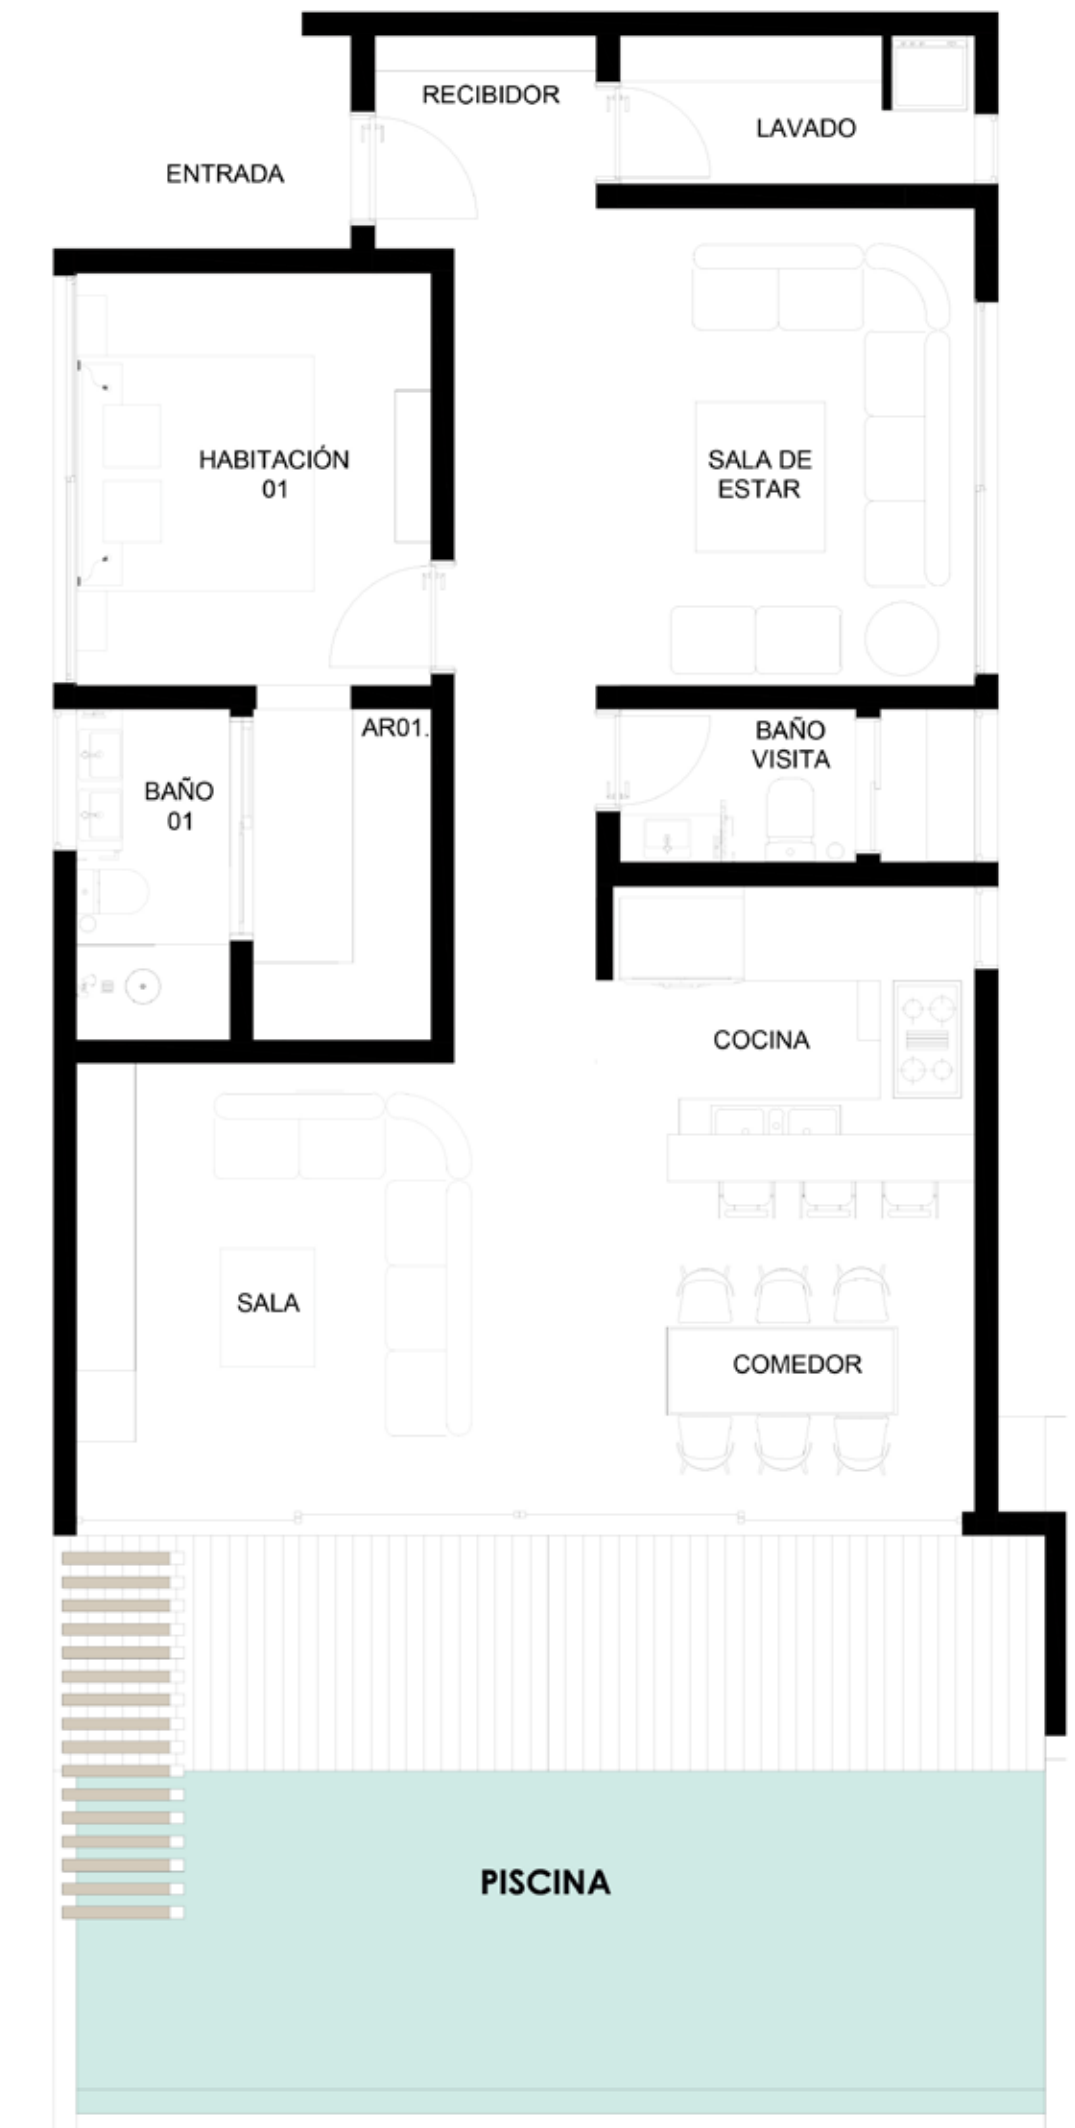 RECIBIDOR
LAVADO
ENTRADA
HABITACIÓN
01
SALA DE
ESTAR
AR01.
BAÑO
VISITA
BAÑO
01
COCINA
SALA
COMEDOR
PISCINA